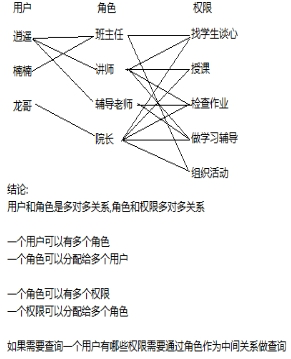 用户 角色 权限
逍遥 班主任 找学生谈心
楠楠 讲师 授课
龙哥 辅导老师 检查作业
院长 做学习辅导
组织活动
结论:
用户和角色是多对多关系,角色和权限多对多关系
一个用户可以有多个角色
一个角色可以分配给多个用户
一个角色可以有多个权限
一个权限可以分配给多个角色
如果需要查询一个用户有哪些权限需要通过角色作为中间关系做查询